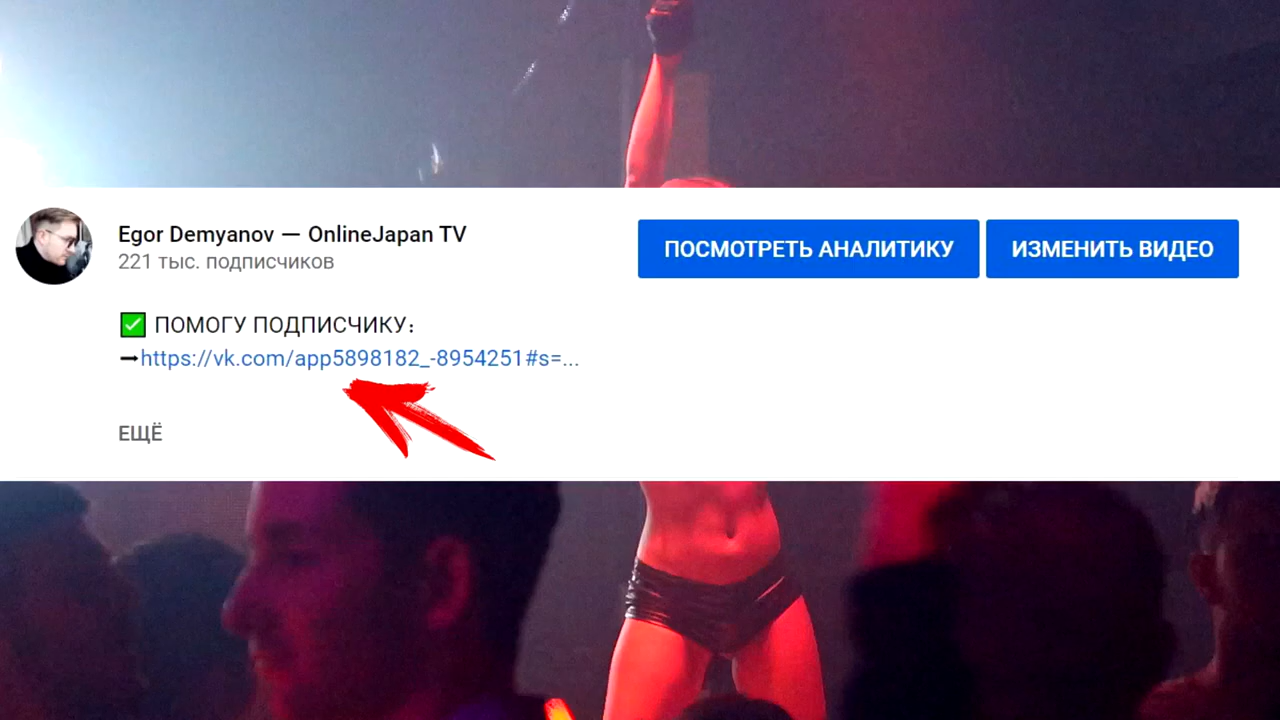 Egor Demyanov — OnlineJapan TV
221 тыс. подписчиков
ПОСМОТРЕТЬ АНАЛИТИКУ
ИЗМЕНИТЬ ВИДЕО
✅ ПОМОГУ ПОДПИСЧИКУ:
➡https://vk.com/app5898182_-8954251#s=...
ЕЩЁ